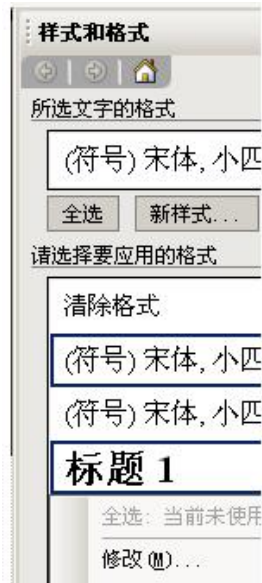 样式和格式
所选文字的格式
(符号) 宋体, 小四
全选 新样式...
请选择要应用的格式
清除格式
(符号) 宋体, 小四
(符号) 宋体, 小四
标题 1
全选: 当前未使用
修改(M)...